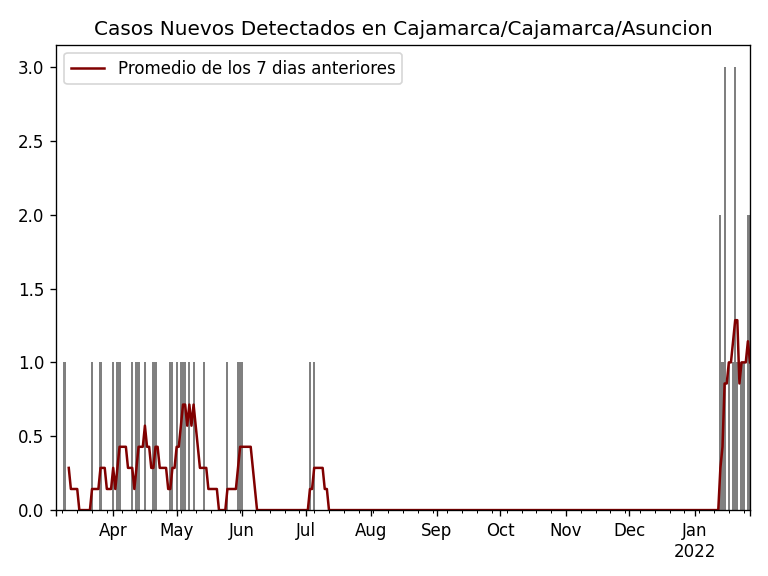 Casos Nuevos Detectados en Cajamarca/Cajamarca/Asuncion
Promedio de los 7 dias anteriores
3.0
2.5
2.0
1.5
1.0
0.5
0.0
Apr May Jun Jul Aug Sep Oct Nov Dec Jan
2022